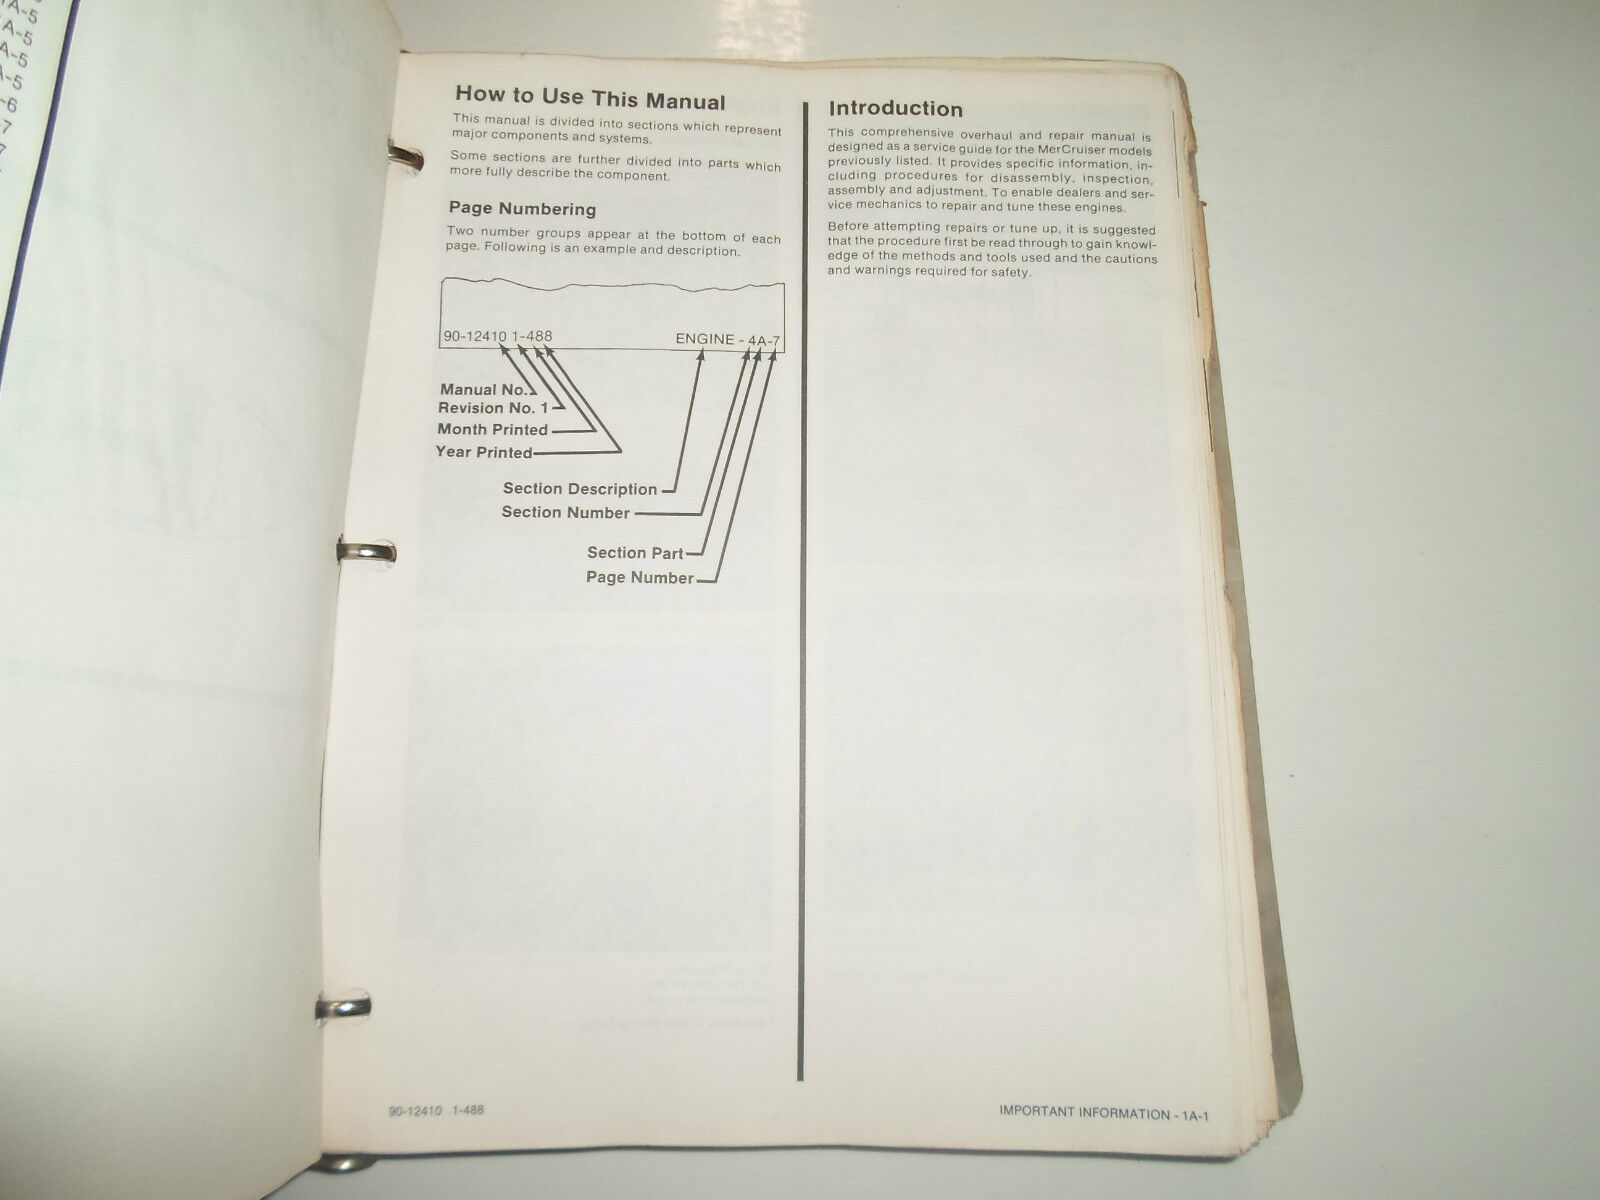 1A-5
A-5
A-5
A-5
-6
7
7
How to Use This Manual
This manual is divided into sections which represent
major components and systems.
Some sections are further divided into parts which
more fully describe the component.
Page Numbering
Two number groups appear at the bottom of each
page. Following is an example and description.
90-12410 1-488
ENGINE - 4A-7
Manual No.
Revision No. 1
Month Printed
Year Printed
Section Description
Section Number
Section Part
Page Number
Introduction
This comprehensive overhaul and repair manual is
designed as a service guide for the MerCruiser models
previously listed. It provides specific information, in-
cluding procedures for disassembly, inspection,
assembly and adjustment. To enable dealers and ser-
vice mechanics to repair and tune these engines.
Before attempting repairs or tune up, it is suggested
that the procedure first be read through to gain knowl-
edge of the methods and tools used and the cautions
and warnings required for safety.
90-12410 1-488
IMPORTANT INFORMATION - 1A-1